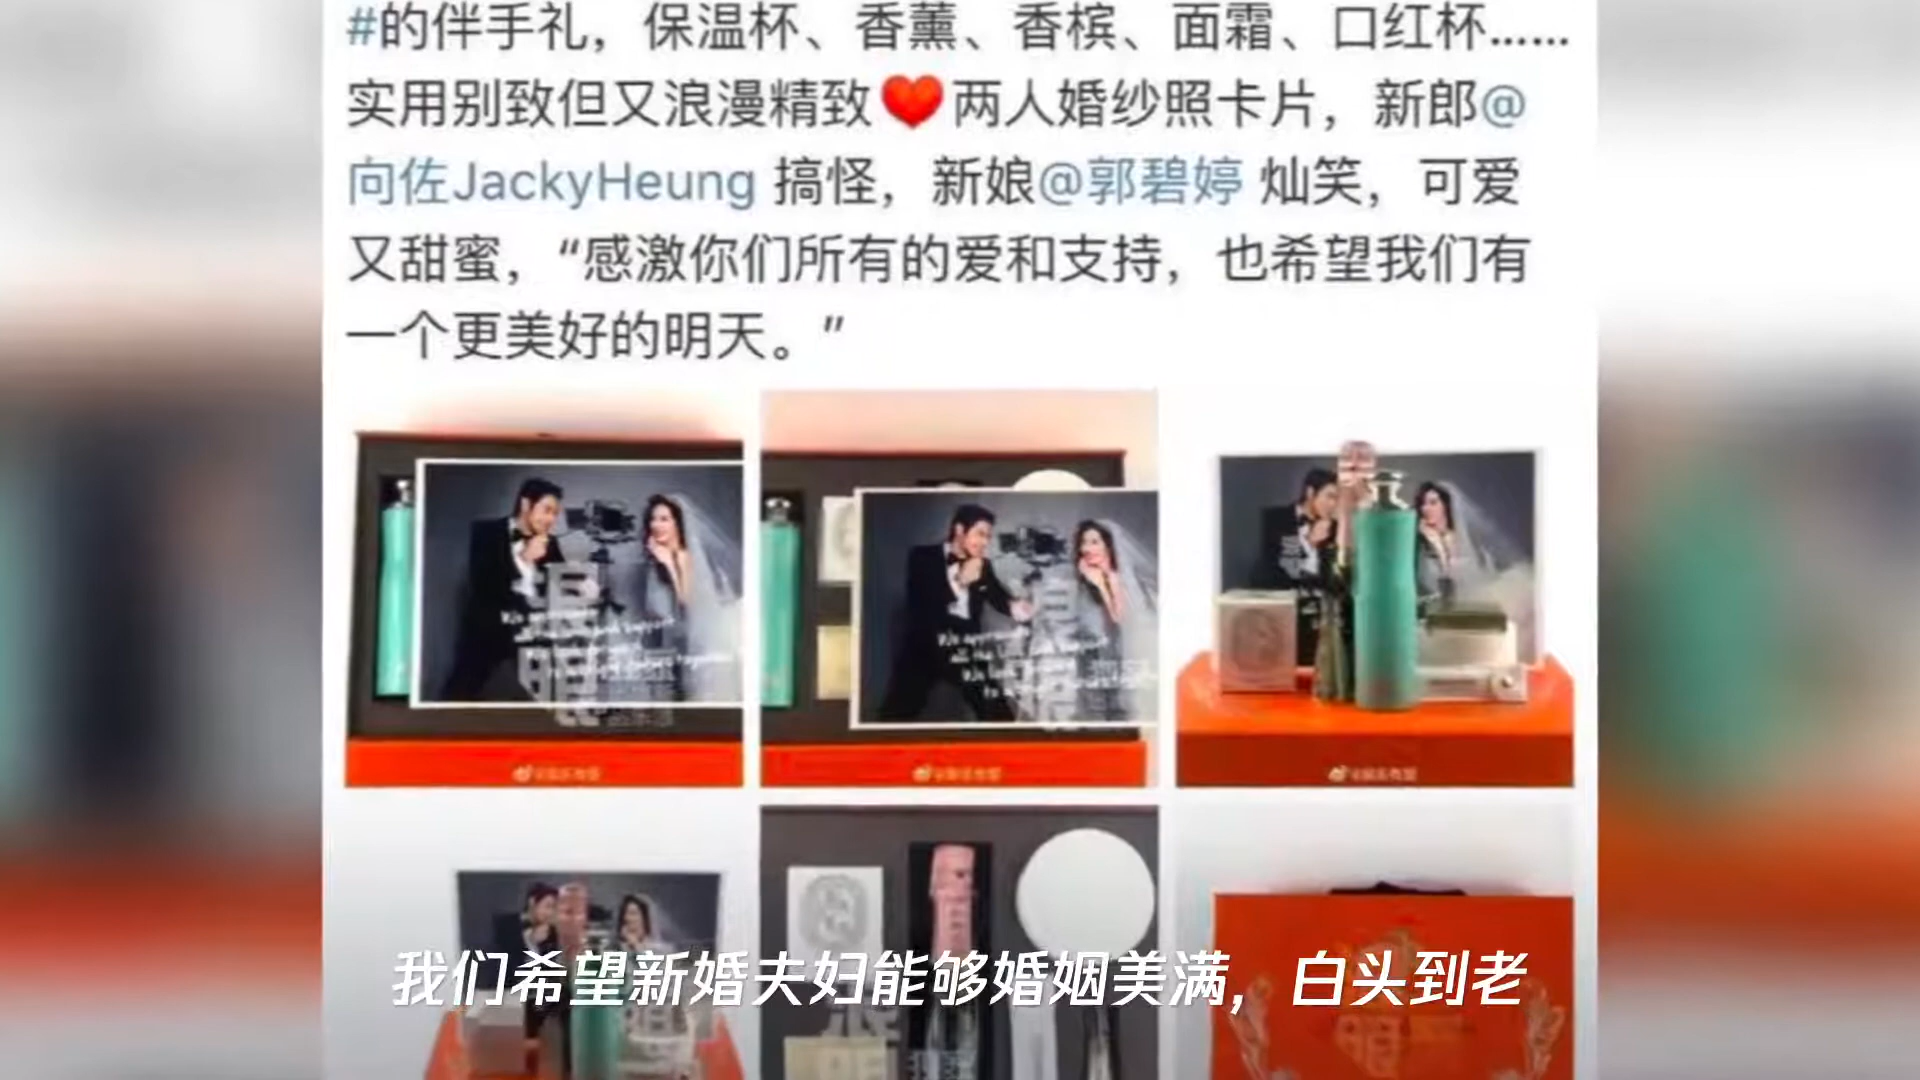 #的伴手礼，保温杯、香薰、香槟、面霜、口红杯……
实用别致但又浪漫精致❤️两人婚纱照卡片，新郎@
向佐JackyHeung 搞怪，新娘@郭碧婷 灿笑，可爱
又甜蜜，“感激你们所有的爱和支持，也希望我们有
一个更美好的明天。”
我们希望新婚夫妇能够婚姻美满，白头到老